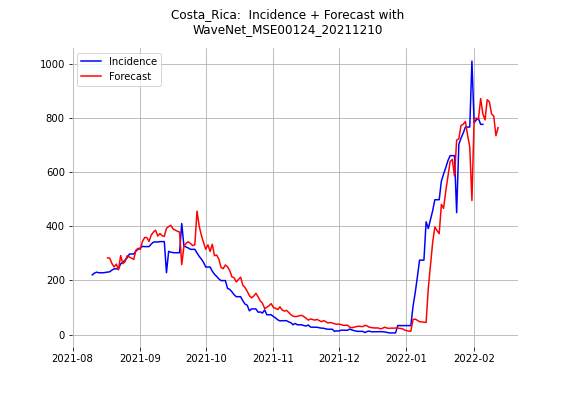 Costa_Rica:  Incidence + Forecast with
WaveNet_MSE00124_20211210
Incidence
Forecast
1000
800
600
400
200
0
2021-08 2021-09 2021-10 2021-11 2021-12 2022-01 2022-02